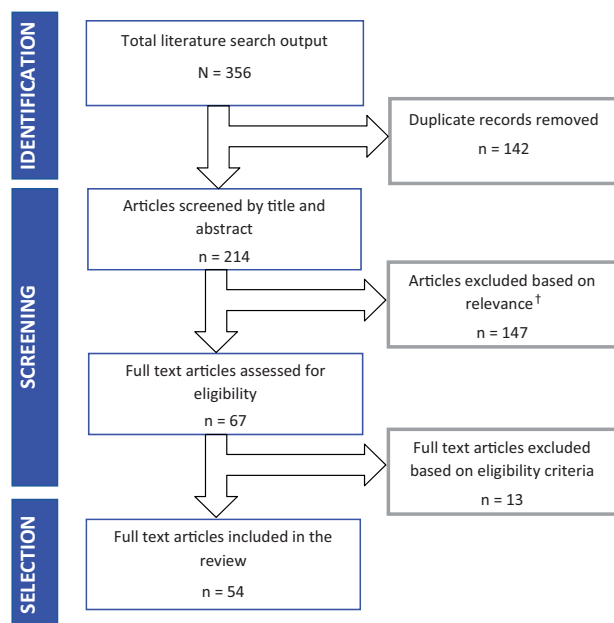 IDENTIFICATION
Total literature search output
N = 356
Duplicate records removed
n = 142
SCREENING
Articles screened by title and
abstract
n = 214
Articles excluded based on
relevance†
n = 147
Full text articles assessed for
eligibility
n = 67
Full text articles excluded
based on eligibility criteria
n = 13
SELECTION
Full text articles included in the
review
n = 54